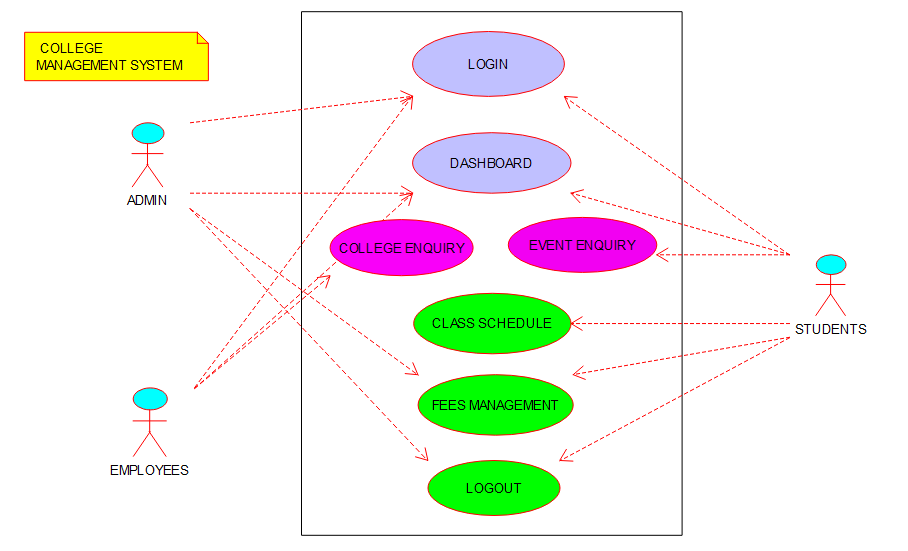 COLLEGE
MANAGEMENT SYSTEM
LOGIN
DASHBOARD
ADMIN
COLLEGE ENQUIRY
EVENT ENQUIRY
CLASS SCHEDULE
STUDENTS
FEES MANAGEMENT
EMPLOYEES
LOGOUT